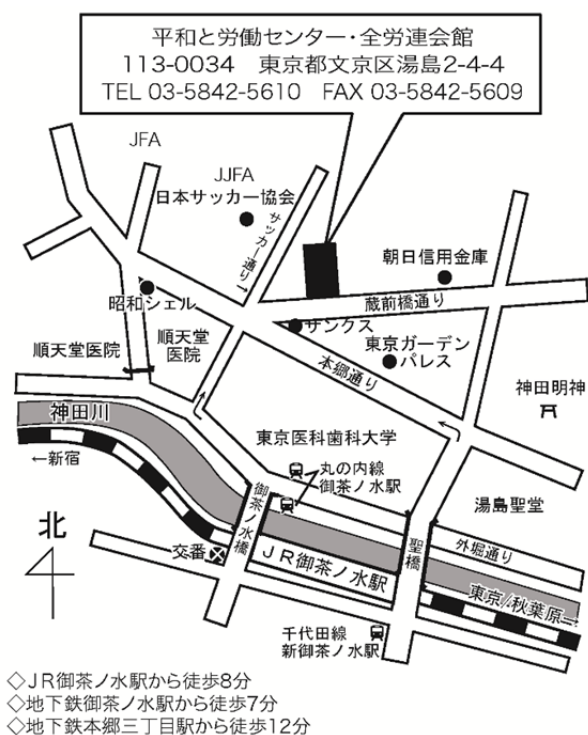 平和と労働センター・全労連会館
113-0034　東京都文京区湯島2-4-4
TEL 03-5842-5610　FAX 03-5842-5609
JFA
JJFA
日本サッカー協会
サッカー通り→
朝日信用金庫
昭和シェル
蔵前橋通り
サンクス
順天堂医院
順天堂
医院
東京ガーデン
パレス
本郷通り
神田明神
神田川
東京医科歯科大学
←新宿
丸の内線
御茶ノ水駅
湯島聖堂
御茶ノ水橋
聖橋
外堀通り
北
交番
JR御茶ノ水駅
東京/秋葉原→
千代田線
新御茶ノ水駅
◇JR御茶ノ水駅から徒歩8分
◇地下鉄御茶ノ水駅から徒歩7分
◇地下鉄本郷三丁目駅から徒歩12分